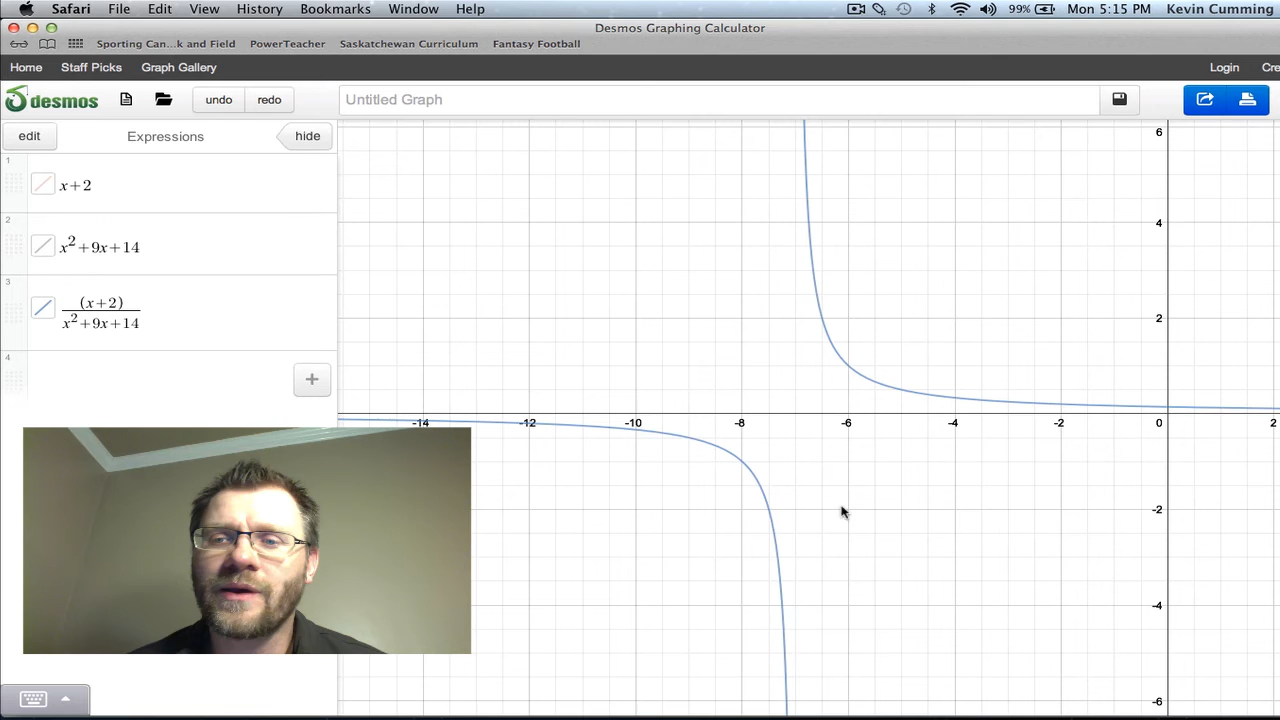 Safari File Edit View History Bookmarks Window Help 99% Mon 5:15 PM Kevin Cumming
Desmos Graphing Calculator
Sporting Can...k and Field PowerTeacher Saskatchewan Curriculum Fantasy Football
Home Staff Picks Graph Gallery Login Cre
desmos undo redo Untitled Graph
edit Expressions hide
1
x+2
2
x²+9x+14
3
(x+2)
x²+9x+14
4
+
6
4
2
-14 -12 -10 -8 -6 -4 -2 0 2
-2
-4
-6